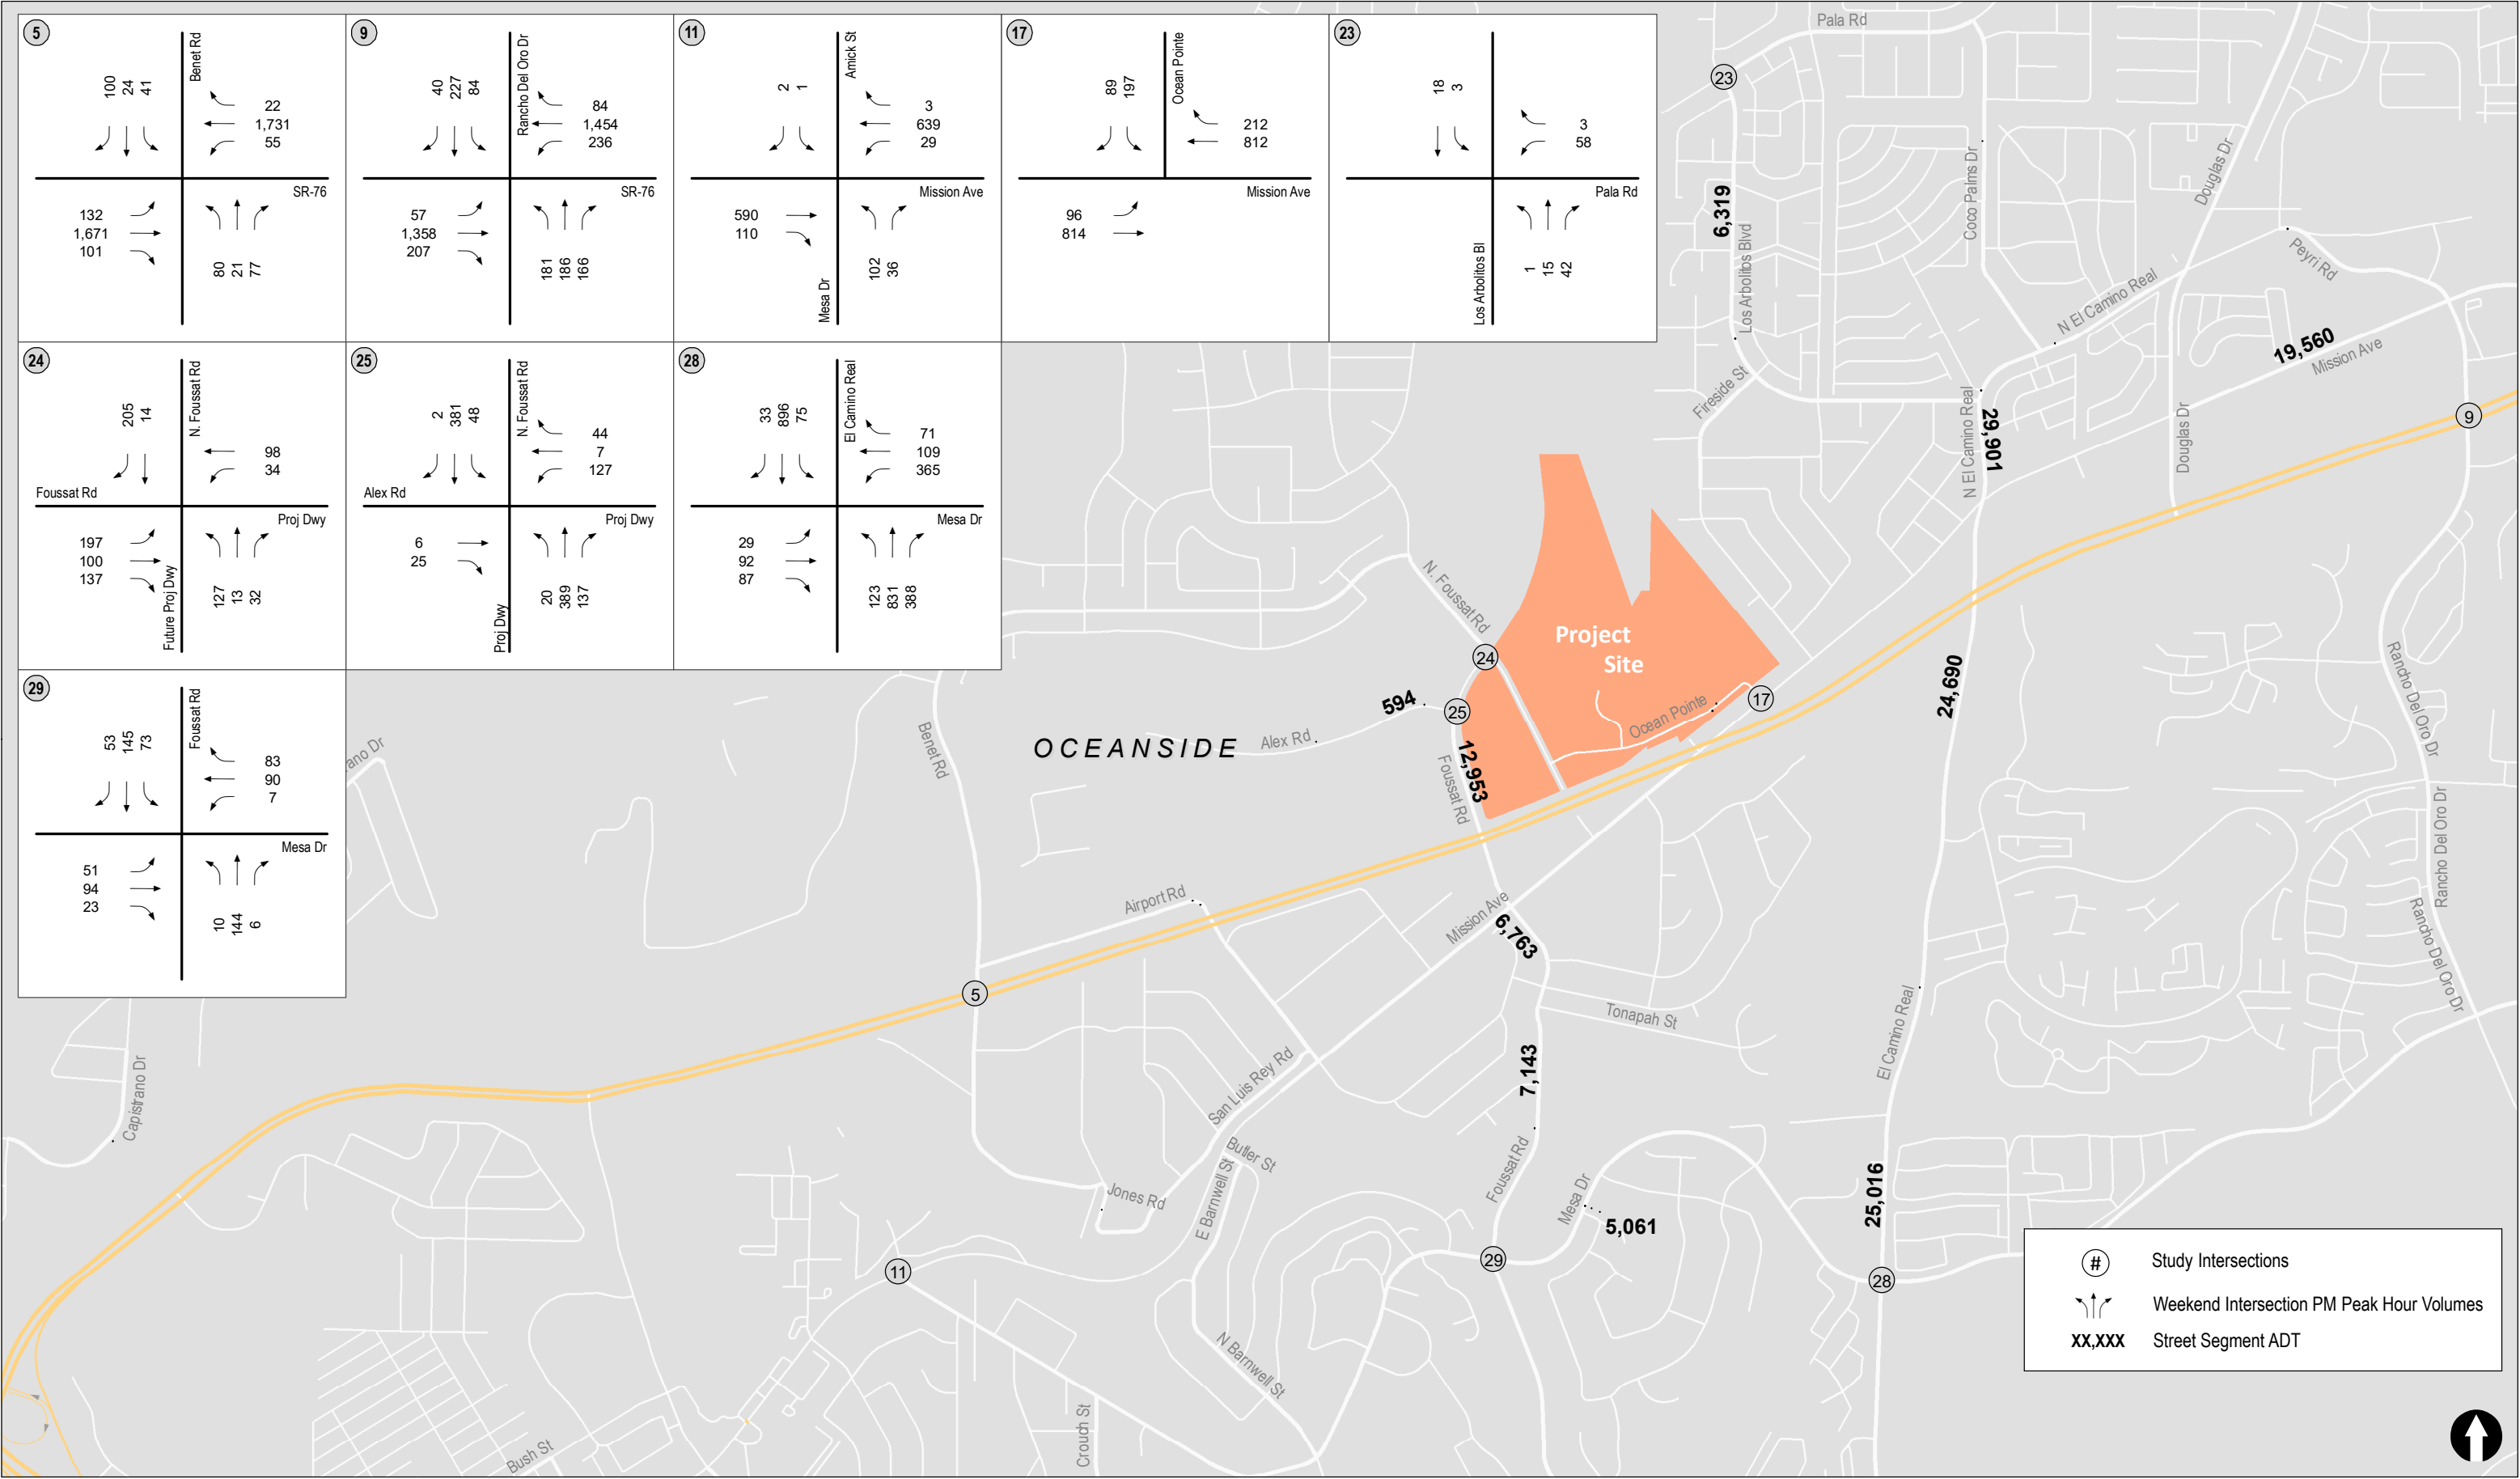 5
Benet Rd
100
24
41
22
1,731
55
SR-76
132
1,671
101
80
21
77
9
Rancho Del Oro Dr
40
227
84
84
1,454
236
SR-76
57
1,358
207
181
186
166
11
Amick St
2
1
3
639
29
Mission Ave
590
110
Mesa Dr
102
36
17
Ocean Pointe
89
197
212
812
Mission Ave
96
814
23
18
3
3
58
Pala Rd
Los Arbolitos Bl
1
15
42
24
N. Foussat Rd
205
14
98
34
Foussat Rd
Proj Dwy
197
100
137
Future Proj Dwy
127
13
32
25
N. Foussat Rd
2
381
48
44
7
127
Alex Rd
Proj Dwy
6
25
Proj Dwy
20
389
137
28
El Camino Real
33
896
75
71
109
365
Mesa Dr
29
92
87
123
831
388
29
Foussat Rd
53
145
73
83
90
7
Mesa Dr
51
94
23
10
144
6
Pala Rd
23
6,319
Los Arbolitos Blvd
Coco Palms Dr
Douglas Dr
Peyri Rd
N El Camino Real
19,560
Mission Ave
Fireside St
N El Camino Real
29,901
Douglas Dr
9
N. Foussat Rd
24
Project
Site
17
Ocean Pointe
594
25
Alex Rd
OCEANSIDE
12,953
Foussat Rd
24,690
Rancho Del Oro Dr
Rancho Del Oro Dr
Rancho Del Oro Dr
Benet Rd
ano Dr
Airport Rd
Mission Ave
6,763
5
Tonapah St
El Camino Real
7,143
San Luis Rey Rd
Capistrano Dr
Butler St
E Barnwell St
Jones Rd
Foussat Rd
Mesa Dr
5,061
25,016
11
29
28
N Barnwell St
Crouch St
Bush St
#
Study Intersections
Weekend Intersection PM Peak Hour Volumes
XX,XXX
Street Segment ADT